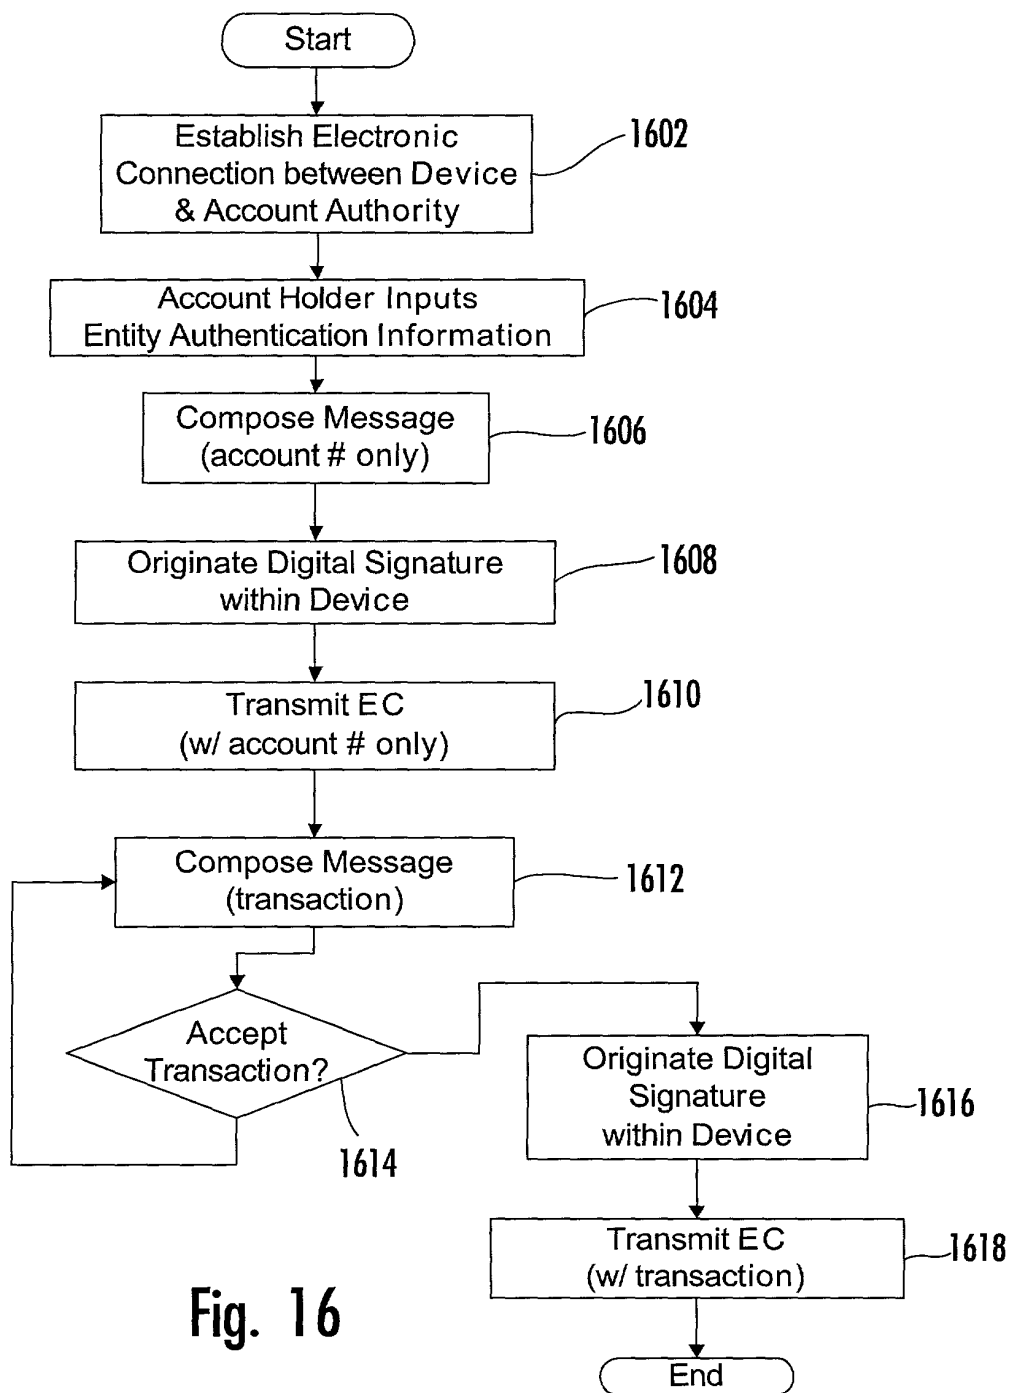 Start
Establish Electronic
Connection between Device
& Account Authority
1602
Account Holder Inputs
Entity Authentication Information
1604
Compose Message
(account # only)
1606
Originate Digital Signature
within Device
1608
Transmit EC
(w/ account # only)
1610
Compose Message
(transaction)
1612
Accept
Transaction?
1614
Originate Digital
Signature
within Device
1616
Transmit EC
(w/ transaction)
1618
End
Fig. 16